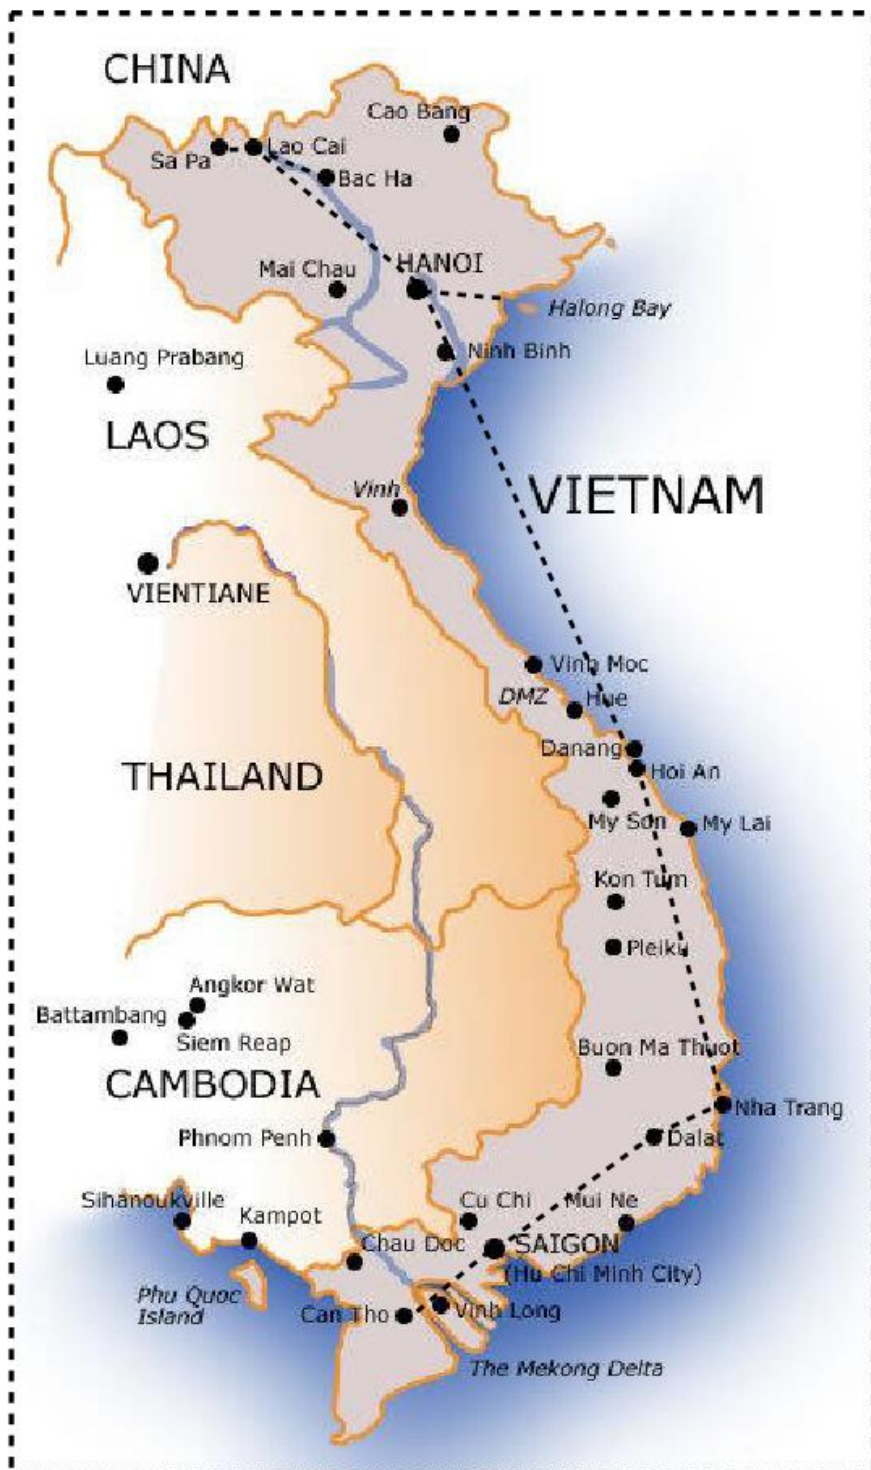 CHINA
Cao Bang
Lao Cai
Sa Pa
Bac Ha
HANOI
Mai Chau
Halong Bay
Ninh Binh
Luang Prabang
LAOS
Vinh
VIETNAM
VIENTIANE
Vinh Moc
DMZ
Hue
Danang
Hoi An
THAILAND
My Son
My Lai
Kon Tum
Pleiku
Angkor Wat
Battambang
Siem Reap
Buon Ma Thuot
CAMBODIA
Nha Trang
Phnom Penh
Dalat
Sihanoukville
Kampot
Cu Chi
Mui Ne
Chau Doc
SAIGON
(Hu Chi Minh City)
Phu Quoc
Island
Can Tho
Vinh Long
The Mekong Delta